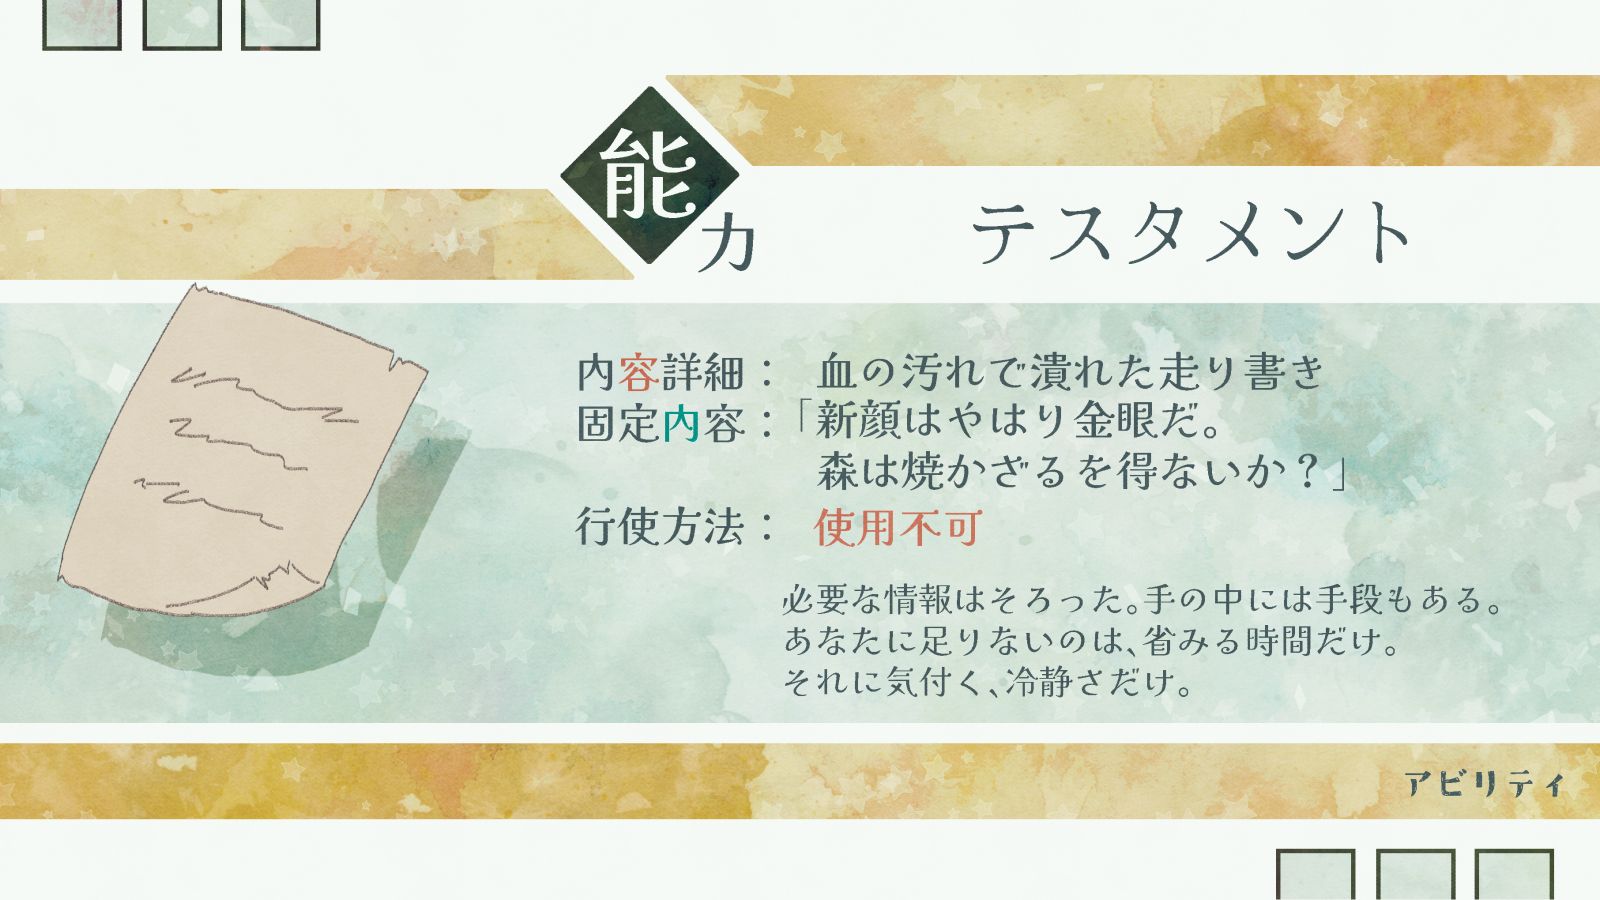 能力
テスタメント
内容詳細： 血の汚れで潰れた走り書き
固定内容：「新顔はやはり金眼だ。
森は焼かざるを得ないか？」
行使方法： 使用不可
必要な情報はそろった。手の中には手段もある。
あなたに足りないのは、省みる時間だけ。
それに気付く、冷静さだけ。
アビリティ